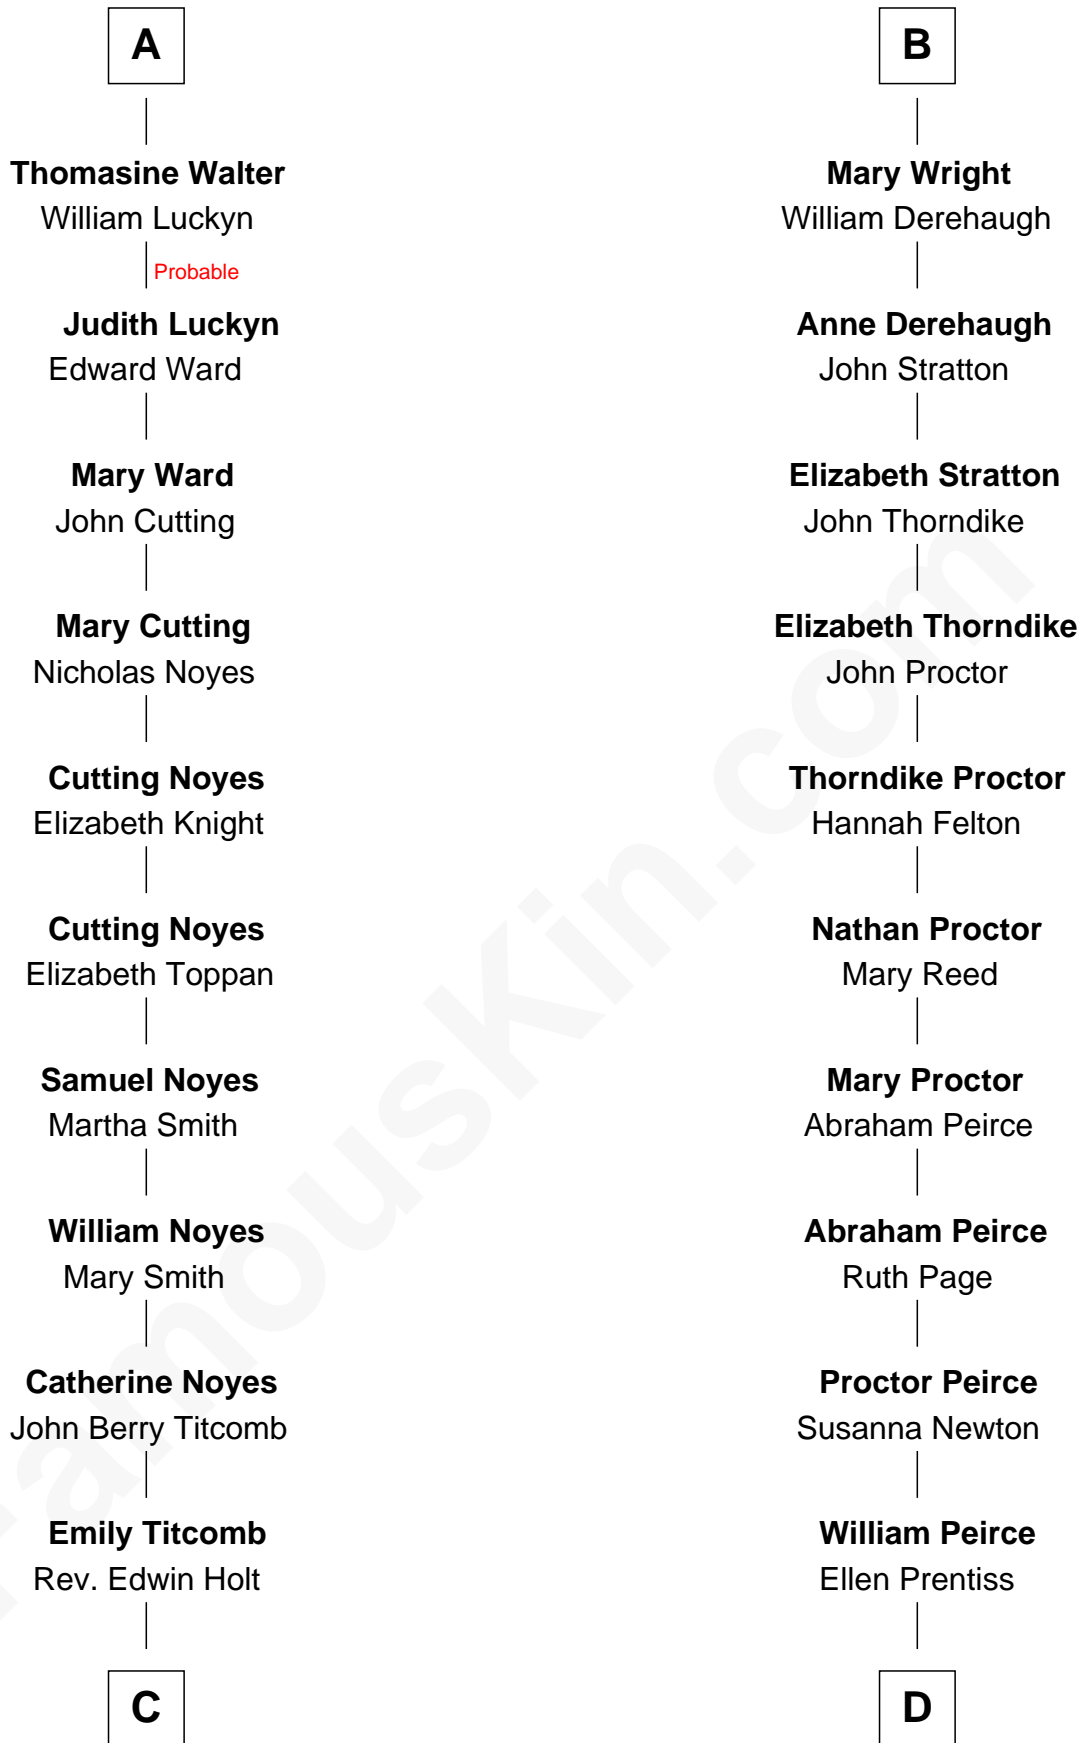 A
Thomasine Walter
William Luckyn
Probable
Judith Luckyn
Edward Ward
Mary Ward
John Cutting
Mary Cutting
Nicholas Noyes
Cutting Noyes
Elizabeth Knight
Cutting Noyes
Elizabeth Toppan
Samuel Noyes
Martha Smith
William Noyes
Mary Smith
Catherine Noyes
John Berry Titcomb
Emily Titcomb
Rev. Edwin Holt
C
B
Mary Wright
William Derehaugh
Anne Derehaugh
John Stratton
Elizabeth Stratton
John Thorndike
Elizabeth Thorndike
John Proctor
Thorndike Proctor
Hannah Felton
Nathan Proctor
Mary Reed
Mary Proctor
Abraham Peirce
Abraham Peirce
Ruth Page
Proctor Peirce
Susanna Newton
William Peirce
Ellen Prentiss
D
FamousKin.com